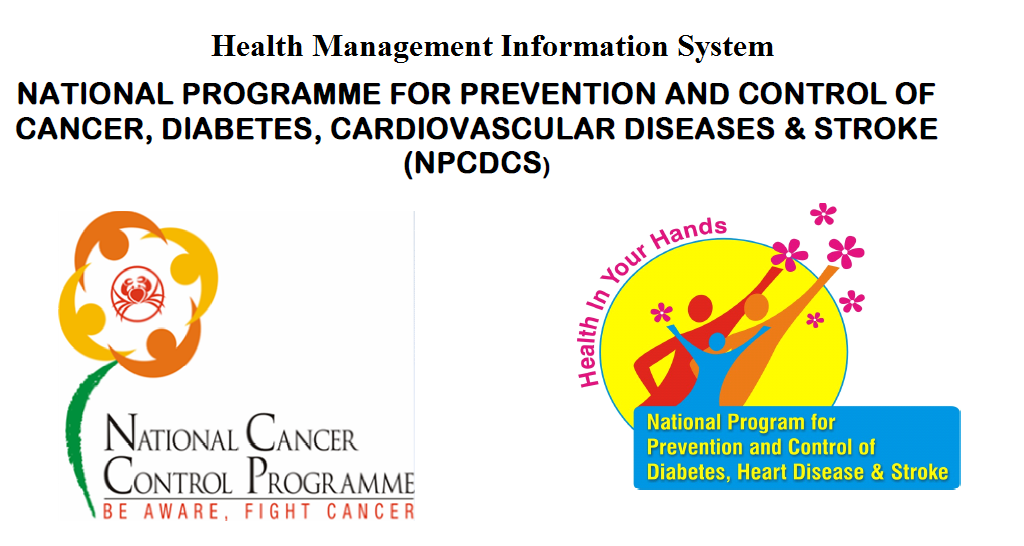 Health Management Information System
NATIONAL PROGRAMME FOR PREVENTION AND CONTROL OF
CANCER, DIABETES, CARDIOVASCULAR DISEASES & STROKE
(NPCDCS)
NATIONAL CANCER
CONTROL PROGRAMME
BE AWARE, FIGHT CANCER
Health In Your Hands
National Program for
Prevention and Control of
Diabetes, Heart Disease & Stroke